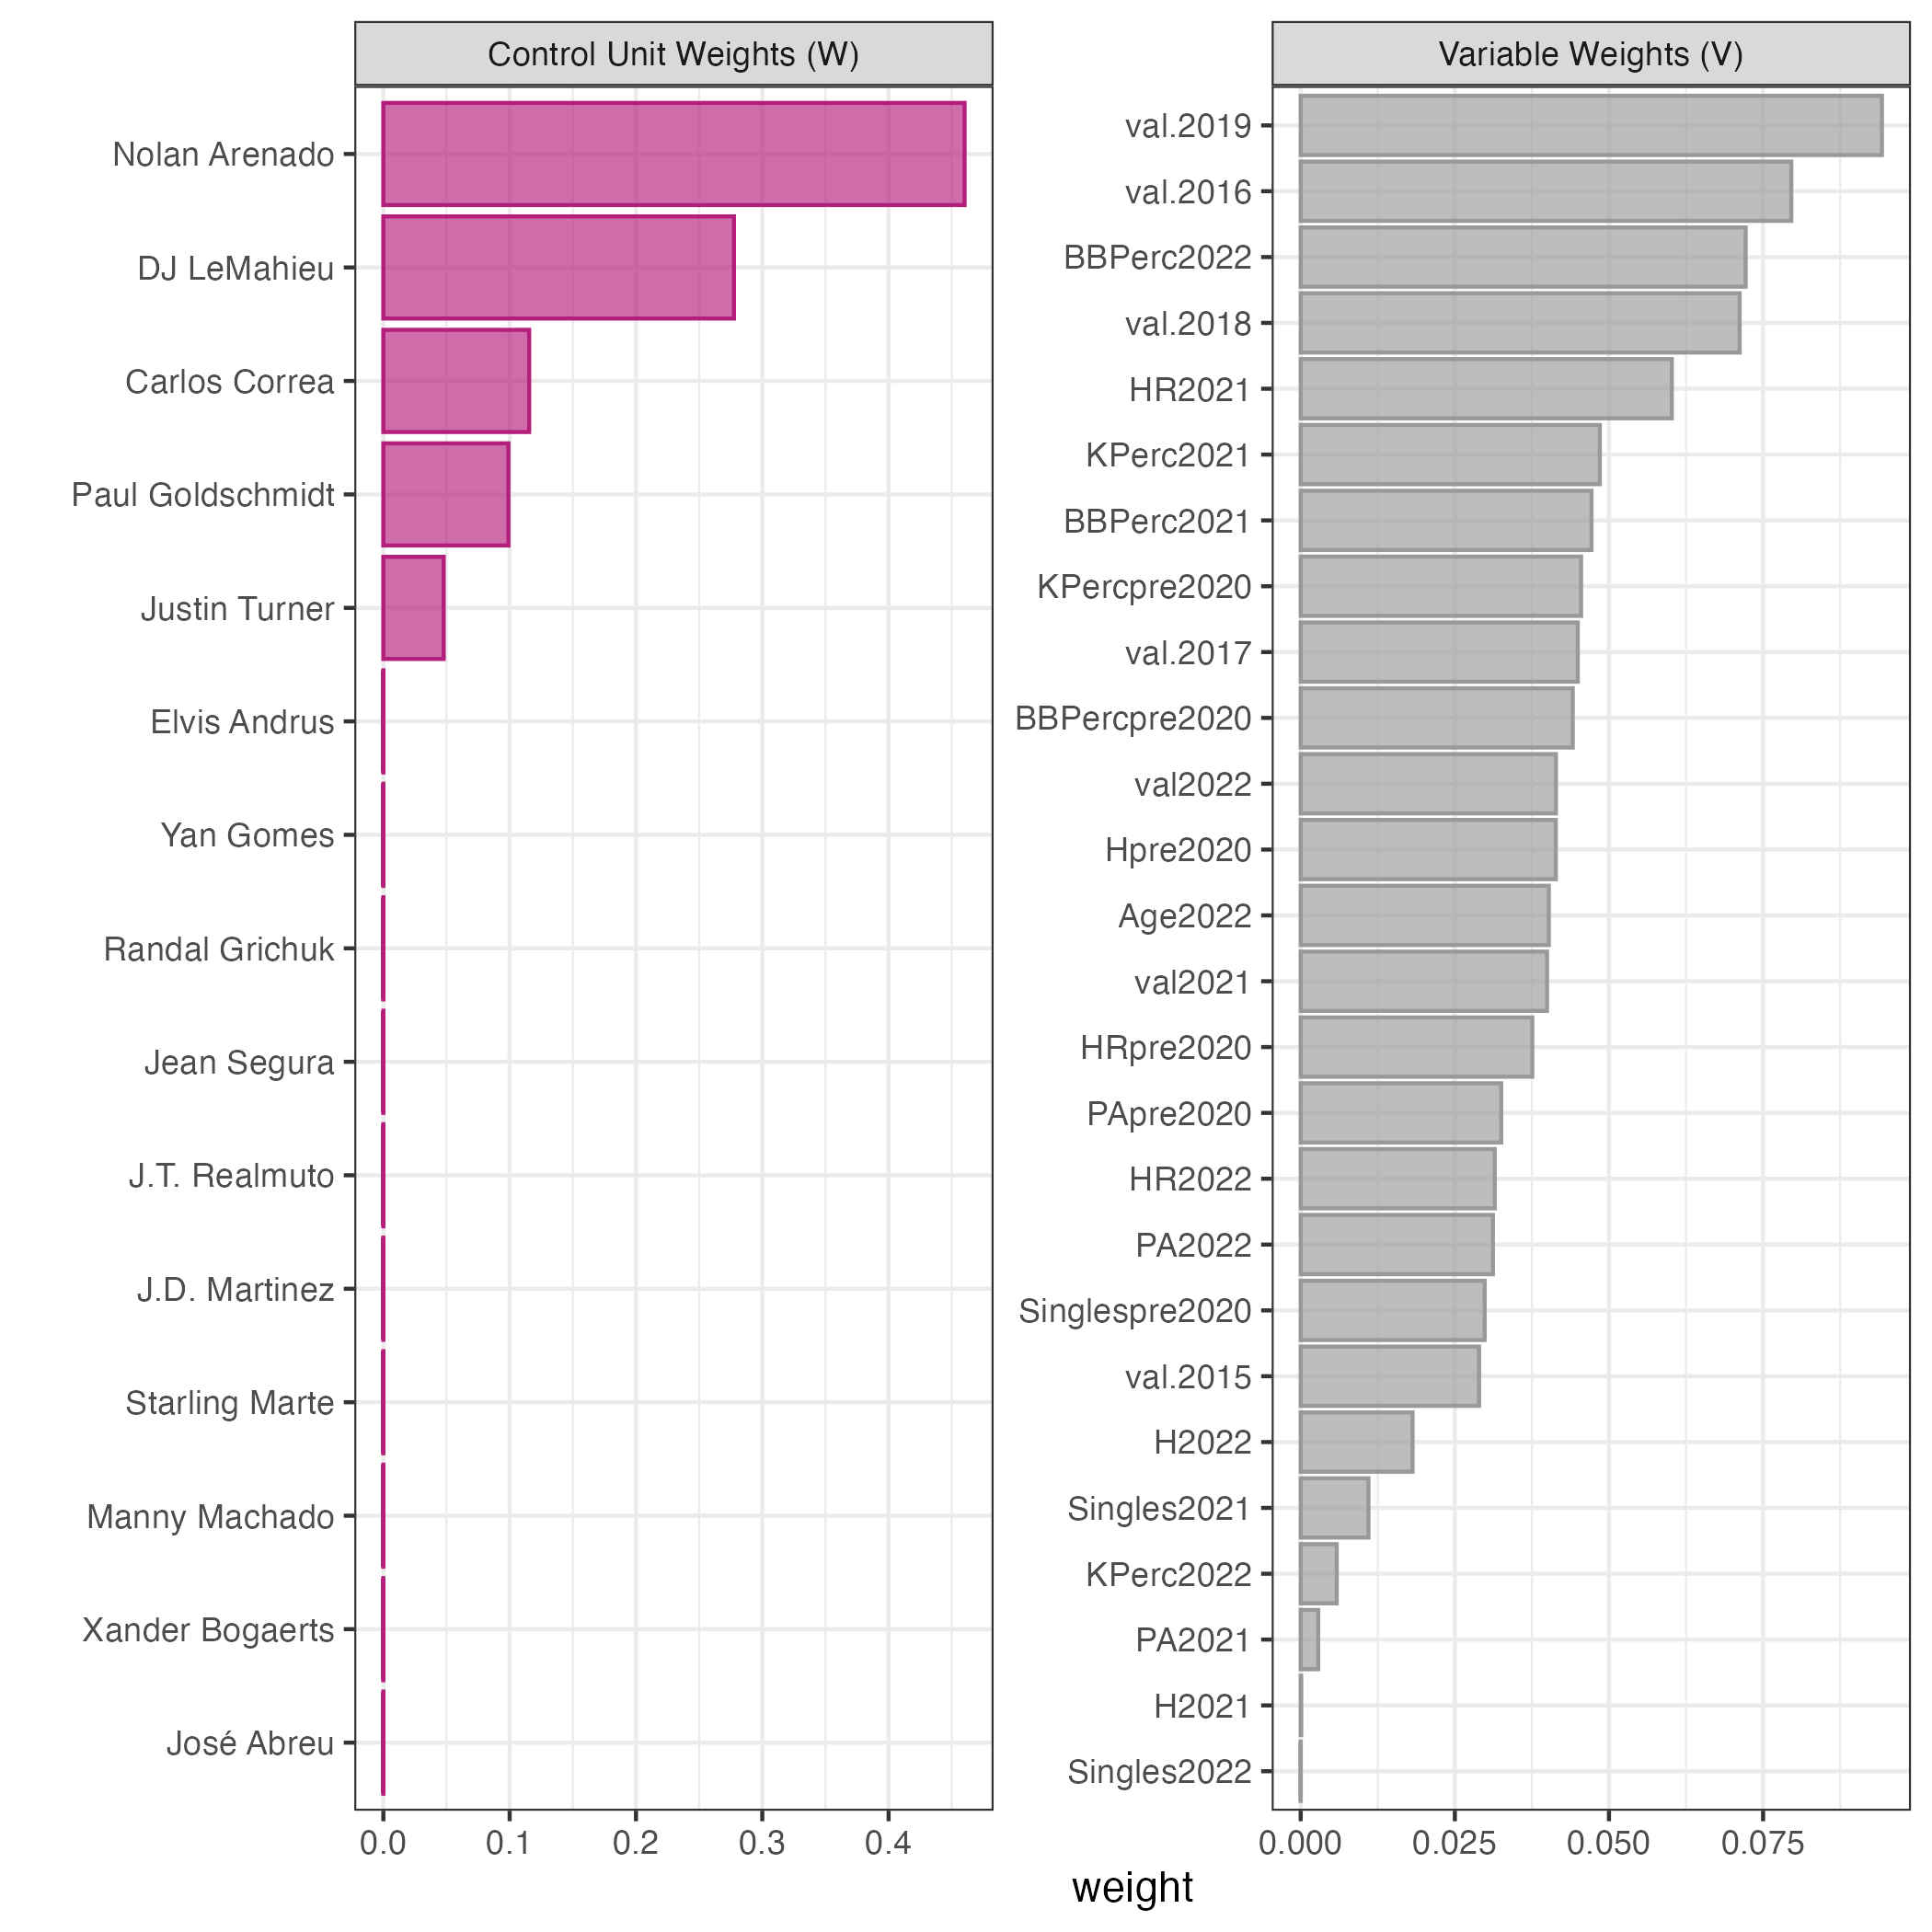 Control Unit Weights (W)
Nolan Arenado
DJ LeMahieu
Carlos Correa
Paul Goldschmidt
Justin Turner
Elvis Andrus
Yan Gomes
Randal Grichuk
Jean Segura
J.T. Realmuto
J.D. Martinez
Starling Marte
Manny Machado
Xander Bogaerts
José Abreu
0.0 0.1 0.2 0.3 0.4
Variable Weights (V)
val.2019
val.2016
BBPerc2022
val.2018
HR2021
KPerc2021
BBPerc2021
KPercpre2020
val.2017
BBPercpre2020
val2022
Hpre2020
Age2022
val2021
HRpre2020
PApre2020
HR2022
PA2022
Singlespre2020
val.2015
H2022
Singles2021
KPerc2022
PA2021
H2021
Singles2022
0.000 0.025 0.050 0.075
weight